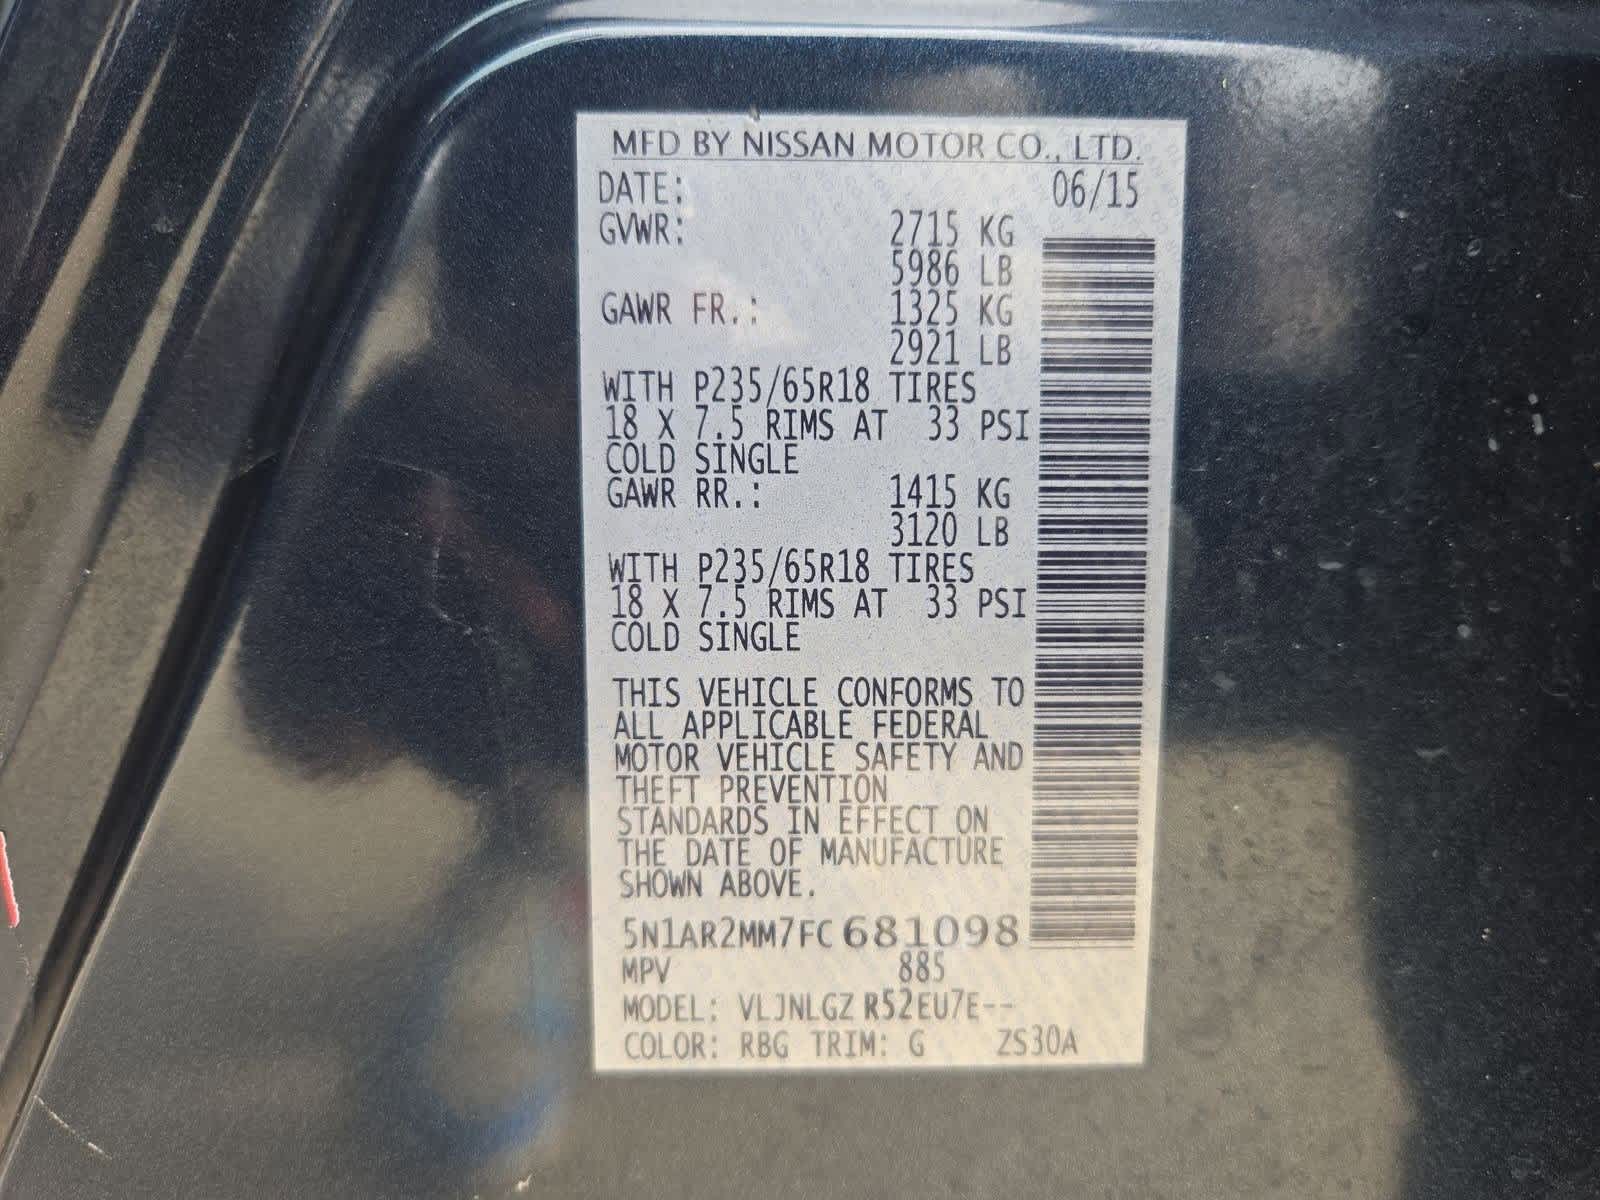 MFD BY NISSAN MOTOR CO., LTD.
DATE: 06/15
GVWR: 2715 KG
5986 LB
GAWR FR.: 1325 KG
2921 LB
WITH P235/65R18 TIRES
18 X 7.5 RIMS AT 33 PSI
COLD SINGLE
GAWR RR.: 1415 KG
3120 LB
WITH P235/65R18 TIRES
18 X 7.5 RIMS AT 33 PSI
COLD SINGLE
THIS VEHICLE CONFORMS TO
ALL APPLICABLE FEDERAL
MOTOR VEHICLE SAFETY AND
THEFT PREVENTION
STANDARDS IN EFFECT ON
THE DATE OF MANUFACTURE
SHOWN ABOVE.
5N1AR2MM7FC681098
MPV 885
MODEL: VLJNLGZ R52EU7E--
COLOR: RBG TRIM: G ZS30A